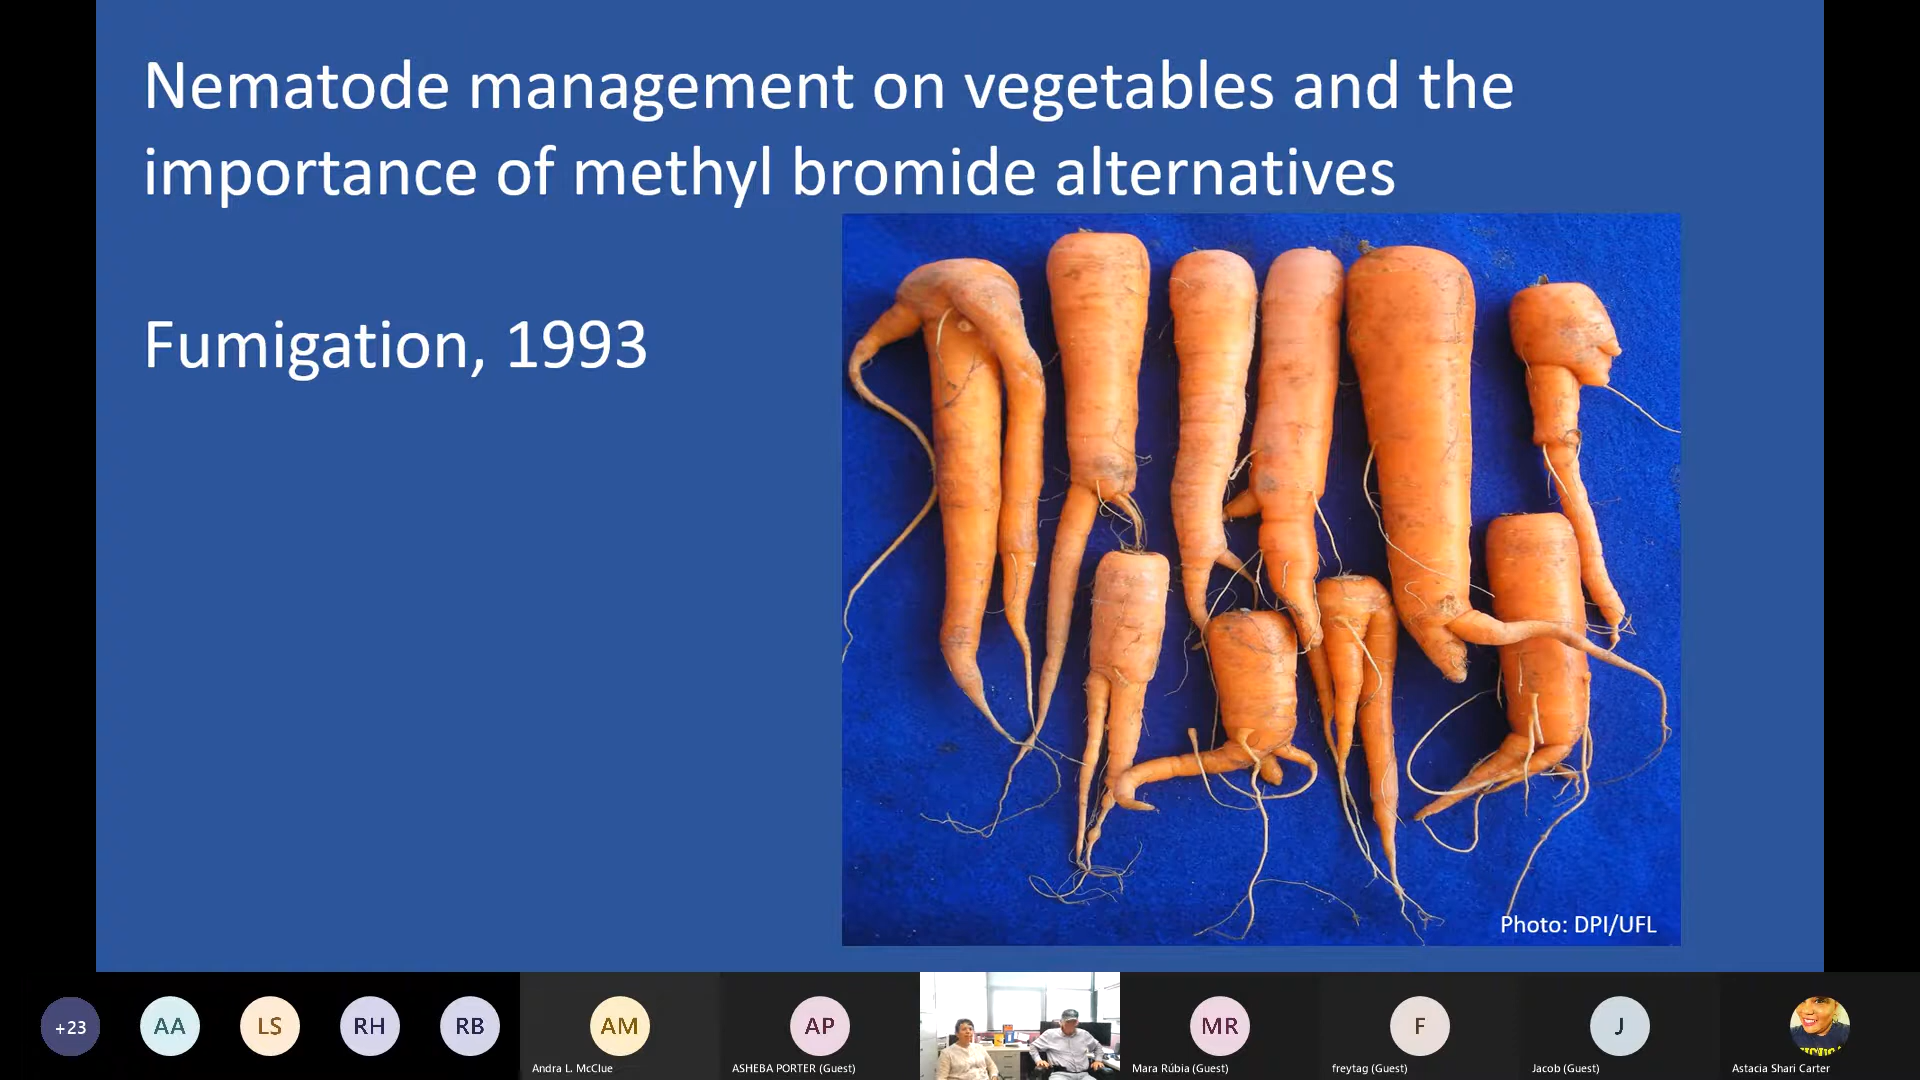 Nematode management on vegetables and the
importance of methyl bromide alternatives
Fumigation, 1993
Photo: DPI/UFL
+23
AA
LS
RH
RB
AM
AP
MR
F
J
Andra L. McClue
ASHEBA PORTER (Guest)
Mara Rúbia (Guest)
freytag (Guest)
Jacob (Guest)
Astacia Shari Carter